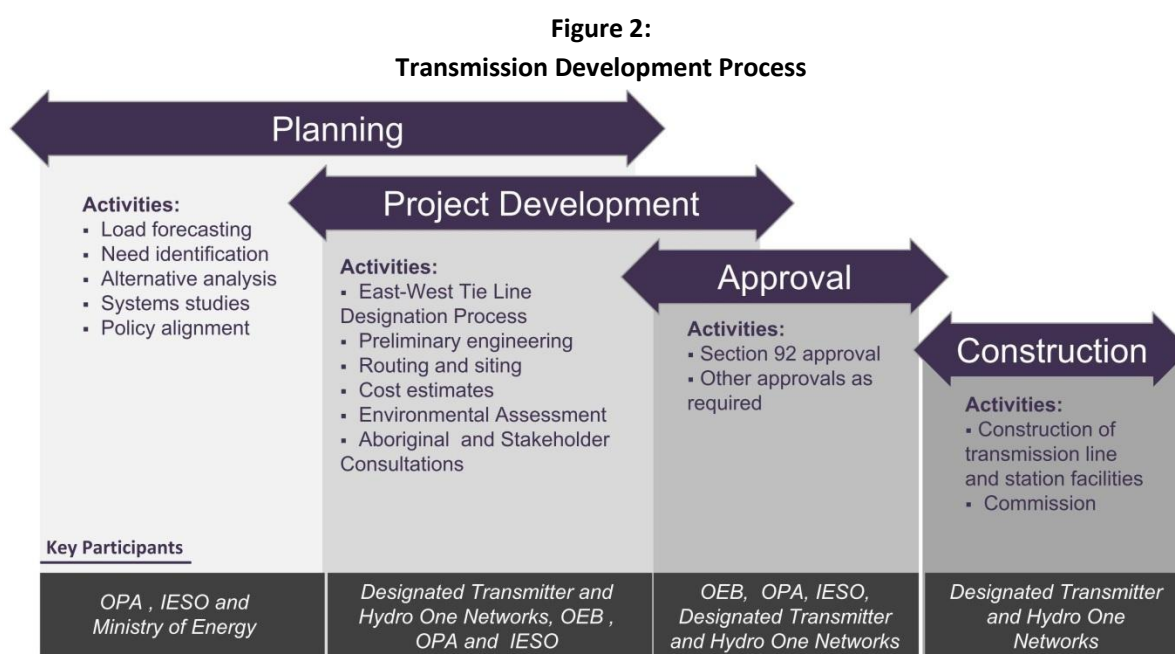 Figure 2:
Transmission Development Process
Planning
Activities:
▪ Load forecasting
▪ Need identification
▪ Alternative analysis
▪ Systems studies
▪ Policy alignment
Project Development
Activities:
▪ East-West Tie Line
Designation Process
▪ Preliminary engineering
▪ Routing and siting
▪ Cost estimates
▪ Environmental Assessment
▪ Aboriginal and Stakeholder
Consultations
Approval
Activities:
▪ Section 92 approval
▪ Other approvals as
required
Construction
Activities:
▪ Construction of
transmission line
and station facilities
▪ Commission
Key Participants
OPA , IESO and
Ministry of Energy
Designated Transmitter and
Hydro One Networks, OEB ,
OPA and IESO
OEB, OPA, IESO,
Designated Transmitter
and Hydro One Networks
Designated Transmitter
and Hydro One
Networks